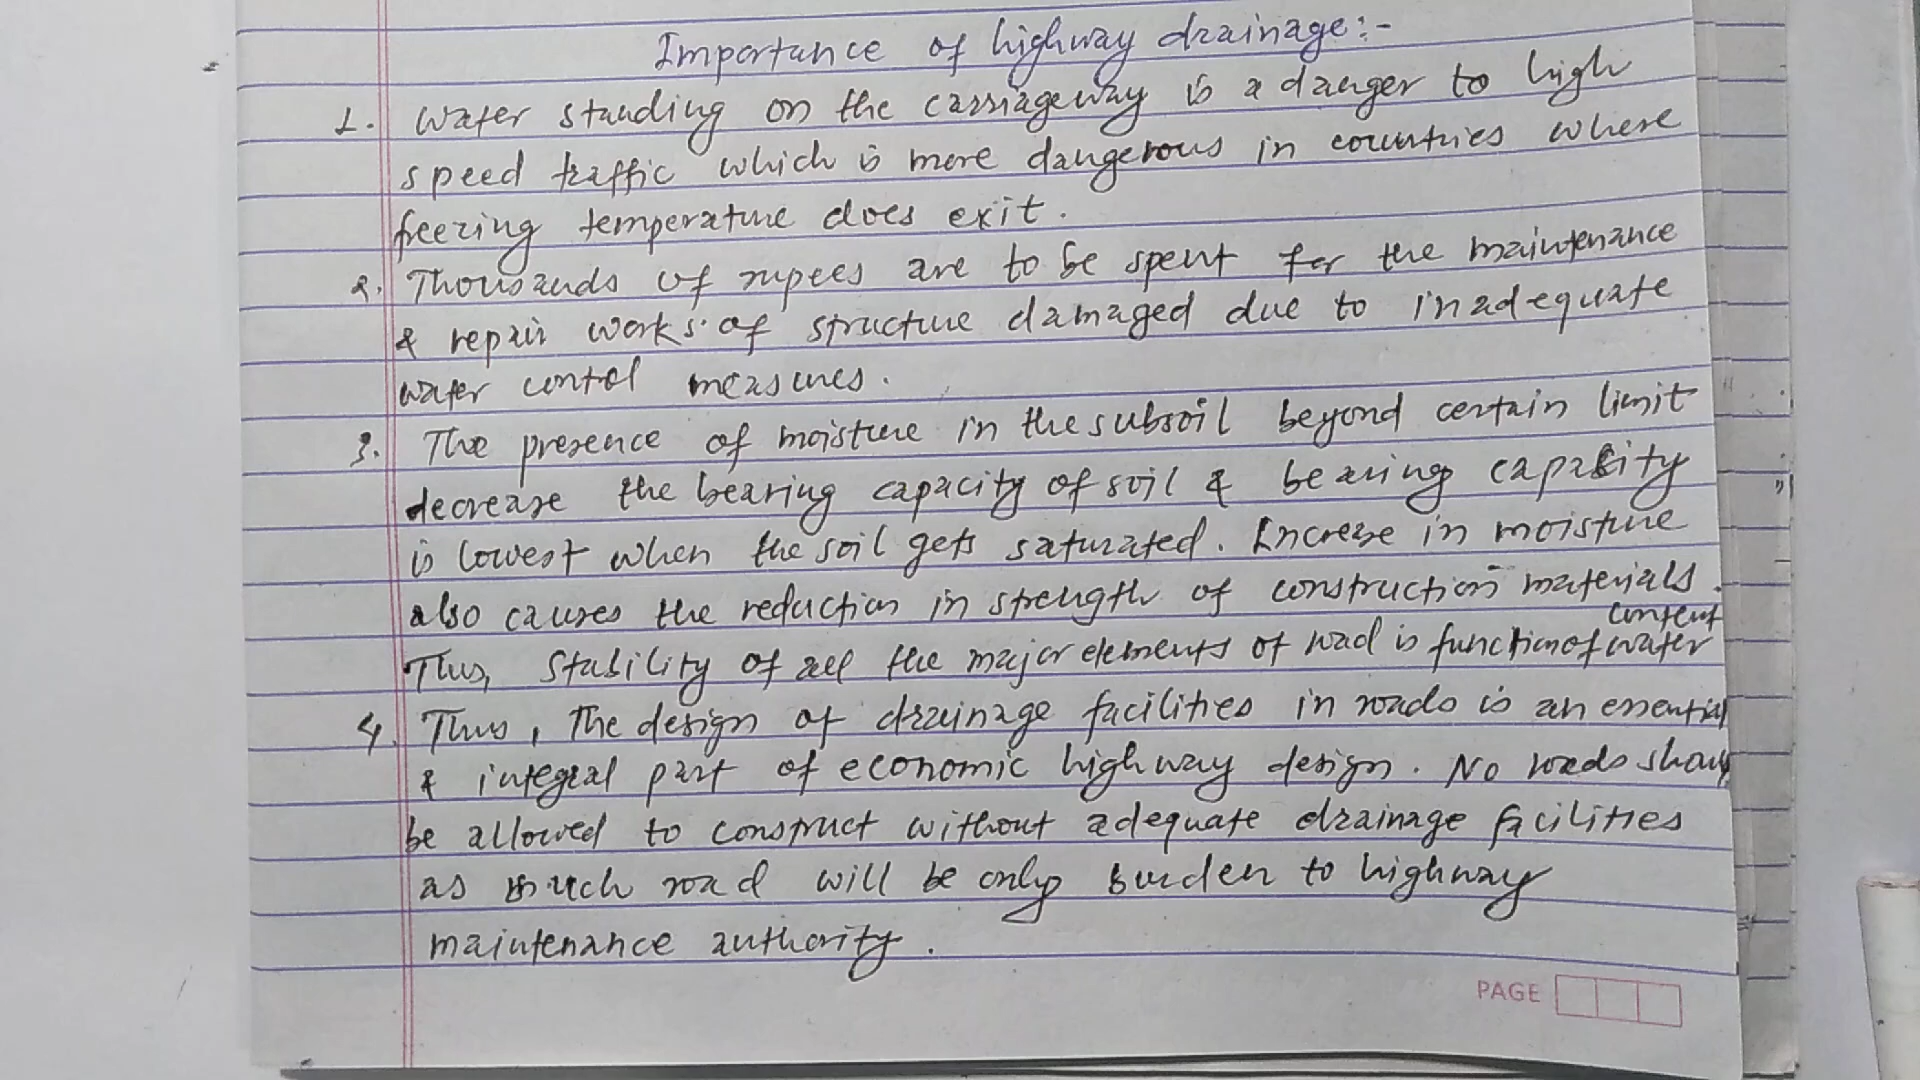 Importance of highway drainage:-
1. Water standing on the carriageway is a danger to high
speed traffic which is more dangerous in countries where
freezing temperature does exit.
2. Thousands of rupees are to be spent for the maintenance
& repair works of structure damaged due to inadequate
water contol measures.
3. The presence of moisture in the subsoil beyond certain limit
decrease the bearing capacity of soil & bearing capacity
is lowest when the soil gets saturated. Increase in moisture
also causes the reduction in strength of construction materials.
content
Thus, Stability of all the major elements of road is function of water
4. Thus, The design of drainage facilities in roads is an essential
& integral part of economic highway design. No roads shoul
be allowed to construct without adequate drainage facilities
as such road will be only burden to highway
maintenance authority.
PAGE